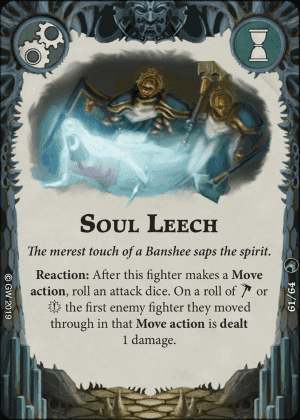 SOUL LEECH
The merest touch of a Banshee saps the spirit.
Reaction: After this fighter makes a Move
action, roll an attack dice. On a roll of or
the first enemy fighter they moved
through in that Move action is dealt
1 damage.
© GW 2019
61/64